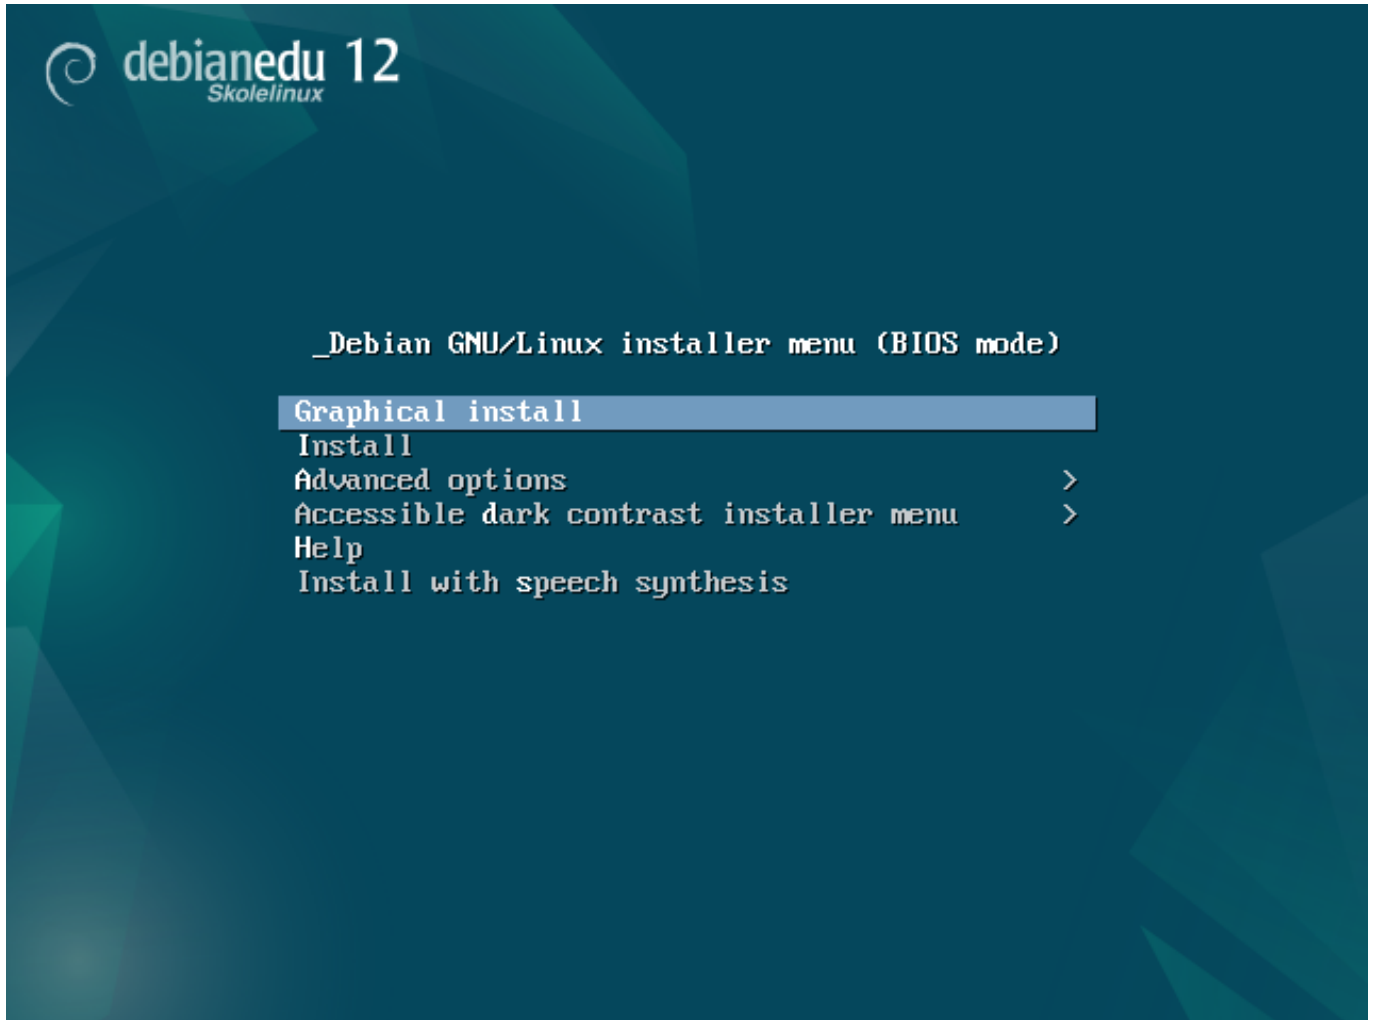 debianedu 12
Skolelinux
_Debian GNU/Linux installer menu (BIOS mode)
Graphical install
Install
Advanced options >
Accessible dark contrast installer menu >
Help
Install with speech synthesis